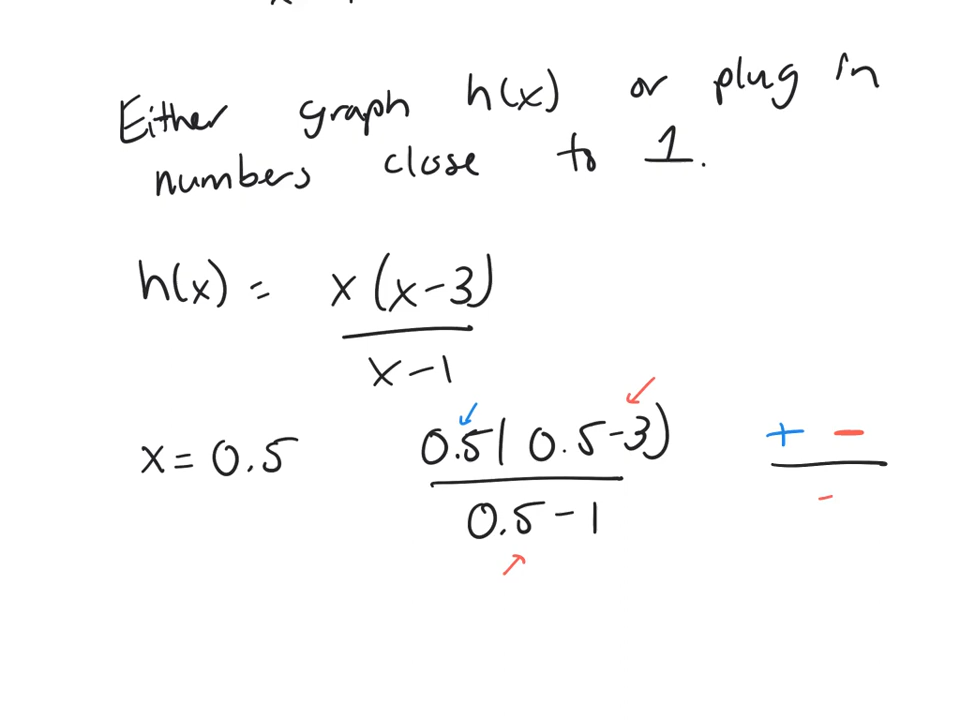 Either graph h(x) or plug in
numbers close to 1.
h(x) = x(x-3)
x-1
x = 0.5 0.5( 0.5-3) + -
0.5-1 -